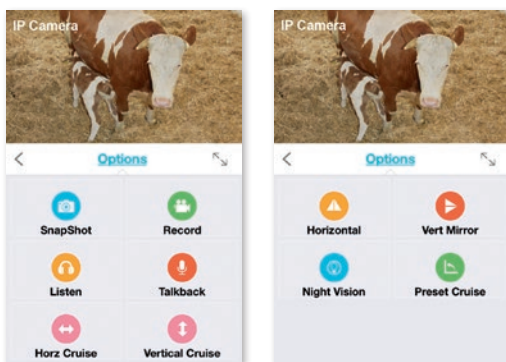 IP Camera
Options
SnapShot
Record
Listen
Talkback
Horz Cruise
Vertical Cruise
IP Camera
Options
Horizontal
Vert Mirror
Night Vision
Preset Cruise